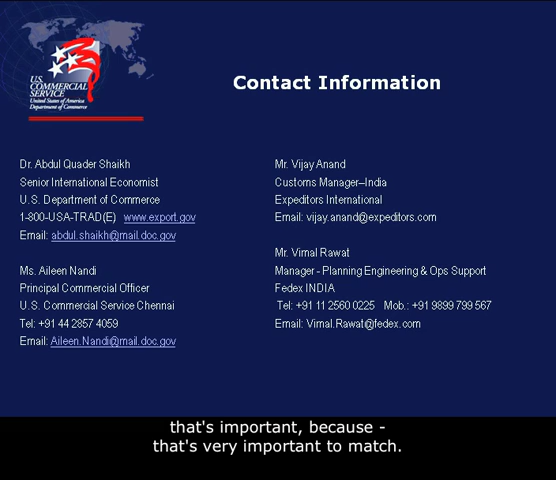 U.S.
COMMERCIAL
SERVICE
United States of America
Department of Commerce
Contact Information
Dr. Abdul Quader Shaikh
Senior International Economist
U.S. Department of Commerce
1-800-USA-TRAD(E) www.export.gov
Email: abdul.shaikh@mail.doc.gov
Ms. Aileen Nandi
Principal Commercial Officer
U.S. Commercial Service Chennai
Tel: +91 44 2857 4059
Email: Aileen.Nandi@mail.doc.gov
Mr. Vijay Anand
Customs Manager–India
Expeditors International
Email: vijay.anand@expeditors.com
Mr. Vimal Rawat
Manager - Planning Engineering & Ops Support
Fedex INDIA
Tel: +91 11 2560 0225 Mob.: +91 9899 799 567
Email: Vimal.Rawat@fedex.com
that's important, because -
that's very important to match.